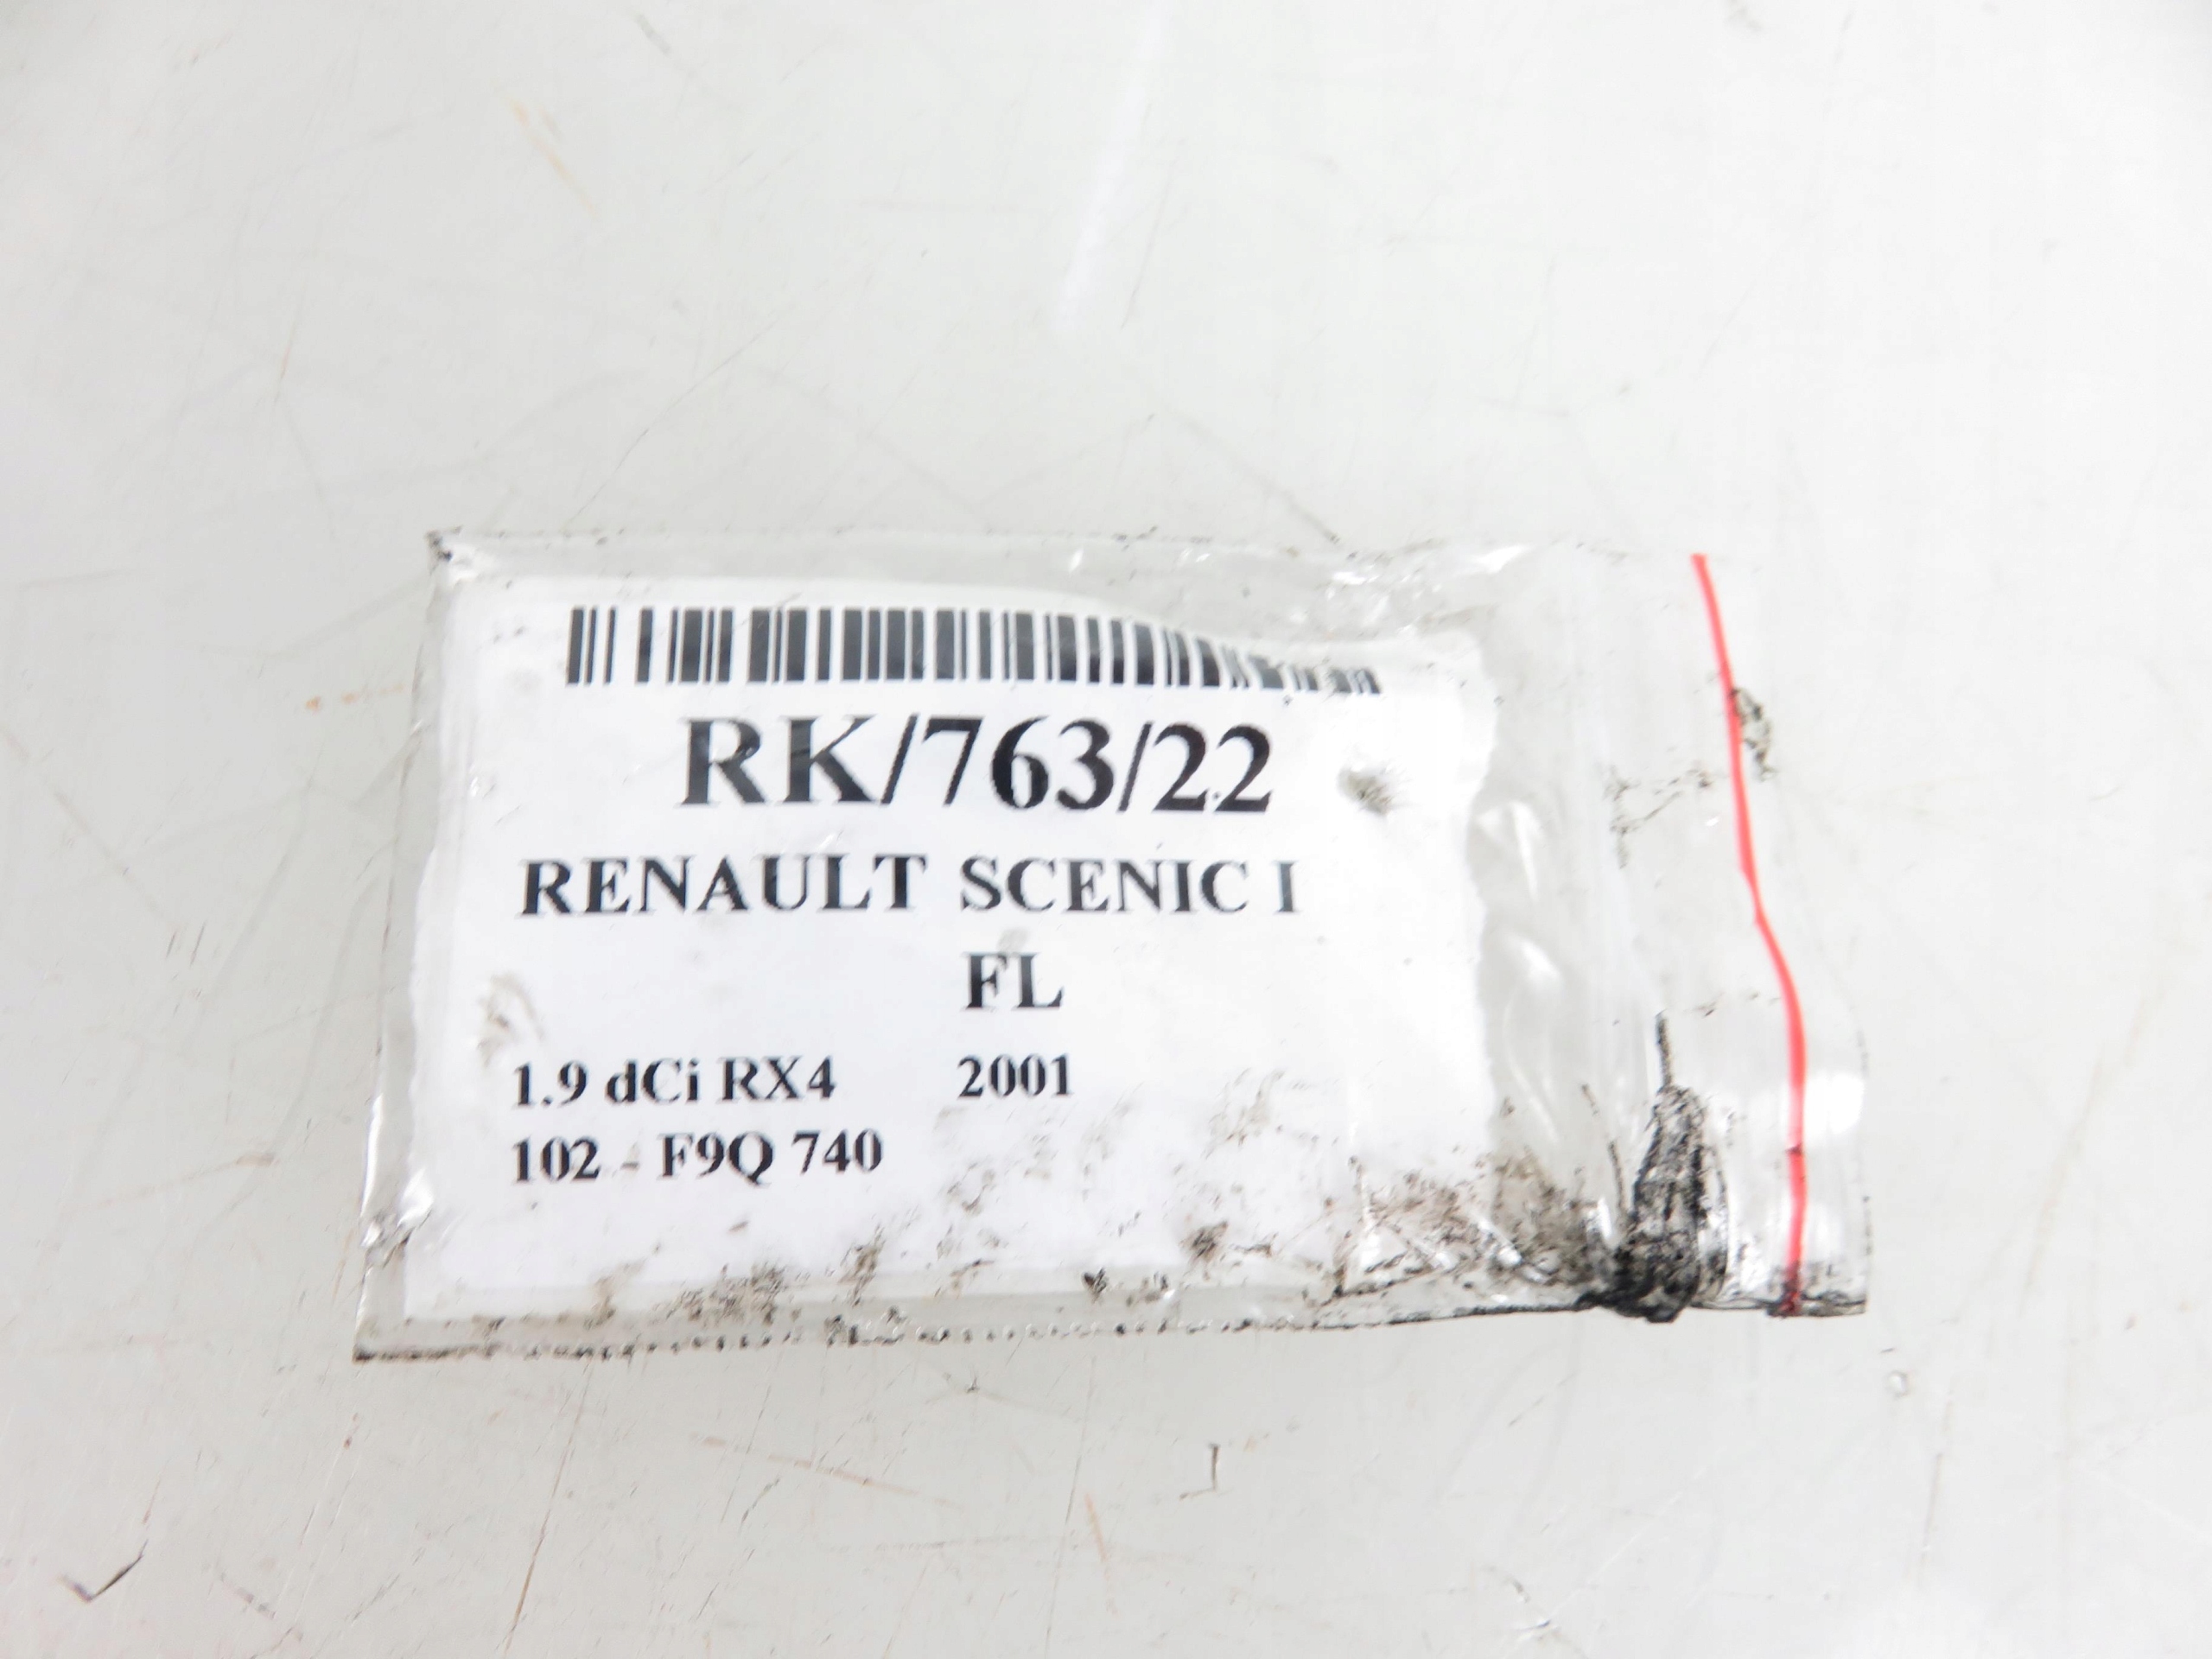 RK/763/22
RENAULT SCENIC I
FL
1.9 dCi RX4 2001
102 - F9Q 740